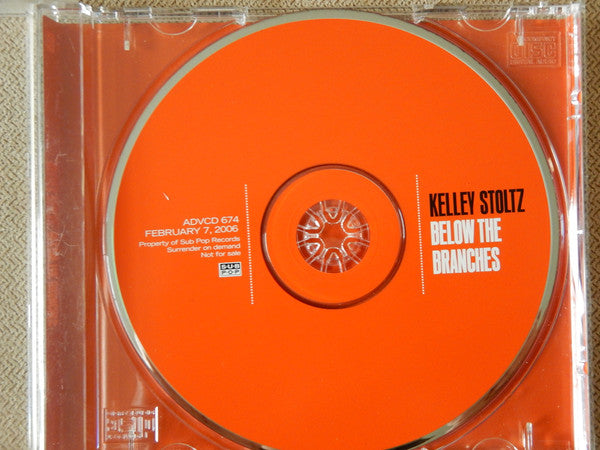 ADVCD 674
FEBRUARY 7, 2006
Property of Sub Pop Records
Surrender on demand
Not for sale
SUB
POP
KELLEY STOLTZ
BELOW THE
BRANCHES
COMPACT
DISC
DIGITAL AUDIO